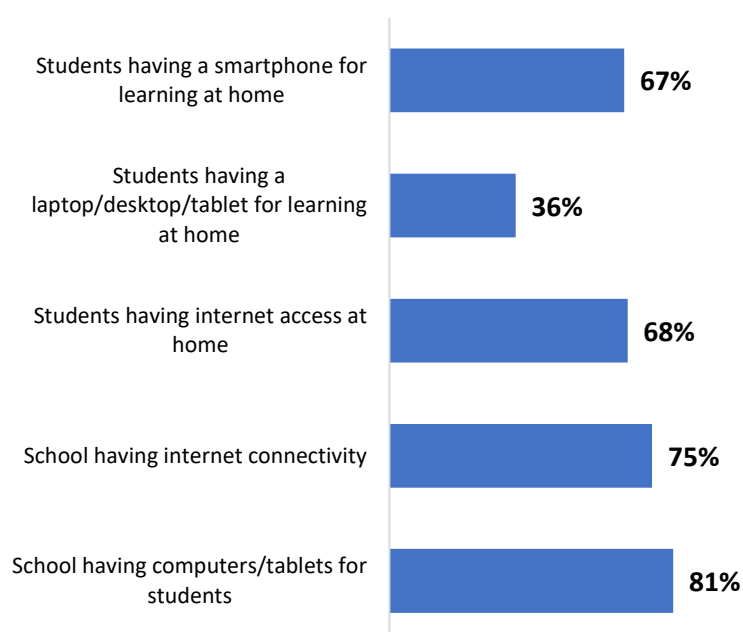 Students having a smartphone for
learning at home
67%
Students having a
laptop/desktop/tablet for learning
at home
36%
Students having internet access at
home
68%
School having internet connectivity
75%
School having computers/tablets for
students
81%